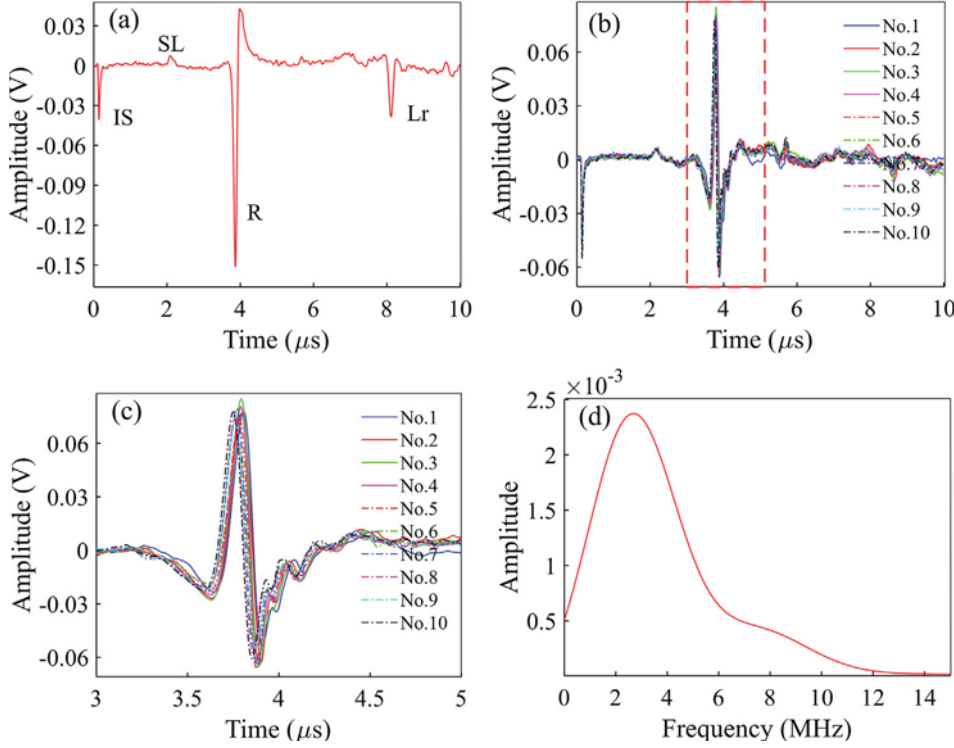 (a)
0.03
0
-0.03
-0.06
-0.09
-0.12
-0.15
Amplitude (V)
IS
SL
R
Lr
0 2 4 6 8 10
Time (μs)
(b)
0.06
0.03
0
-0.03
-0.06
Amplitude (V)
No.1
No.2
No.3
No.4
No.5
No.6
No.7
No.8
No.9
No.10
0 2 4 6 8 10
Time (μs)
(c)
0.06
0.03
0
-0.03
-0.06
Amplitude (V)
No.1
No.2
No.3
No.4
No.5
No.6
No.7
No.8
No.9
No.10
3 3.5 4 4.5 5
Time (μs)
×10⁻³
(d)
2.5
2
1.5
1
0.5
Amplitude
0 2 4 6 8 10 12 14
Frequency (MHz)